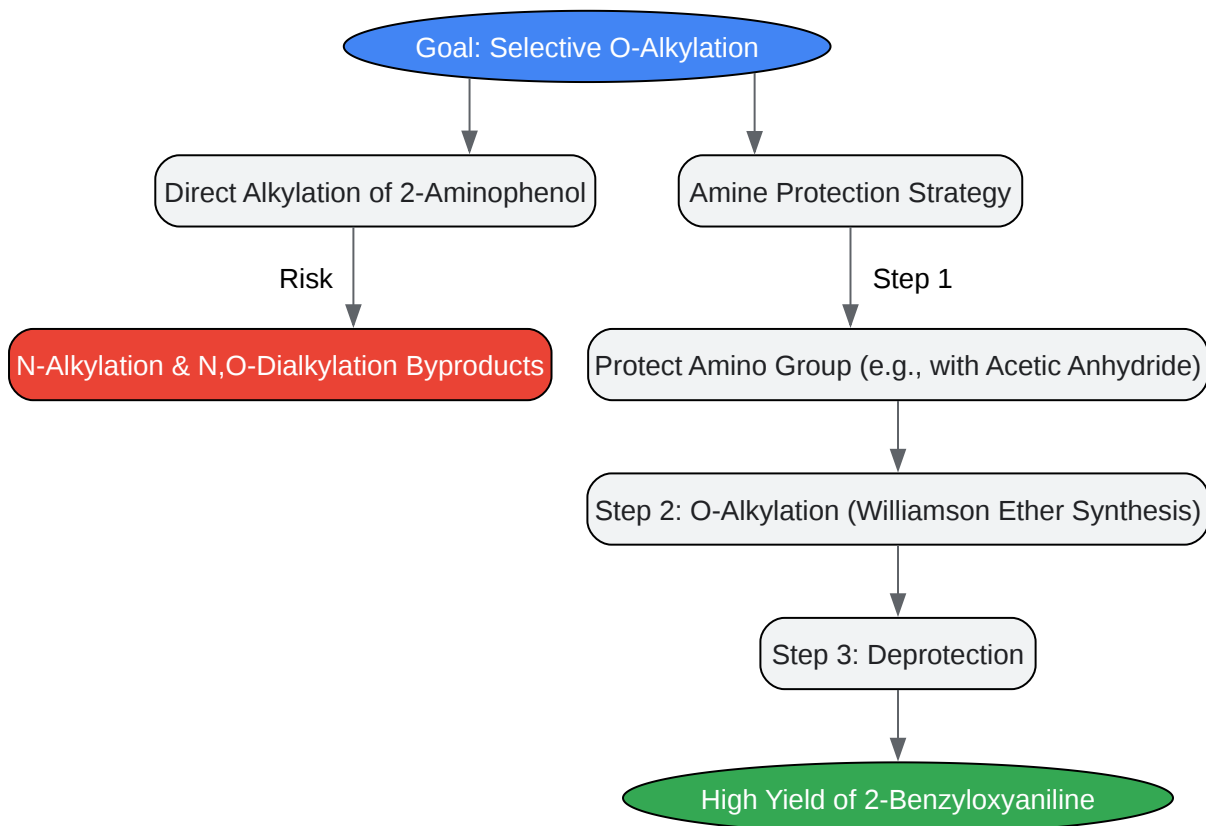 Goal: Selective O-Alkylation
Direct Alkylation of 2-Aminophenol
Amine Protection Strategy
Risk
Step 1
N-Alkylation & N,O-Dialkylation Byproducts
Protect Amino Group (e.g., with Acetic Anhydride)
Step 2: O-Alkylation (Williamson Ether Synthesis)
Step 3: Deprotection
High Yield of 2-Benzyloxyaniline